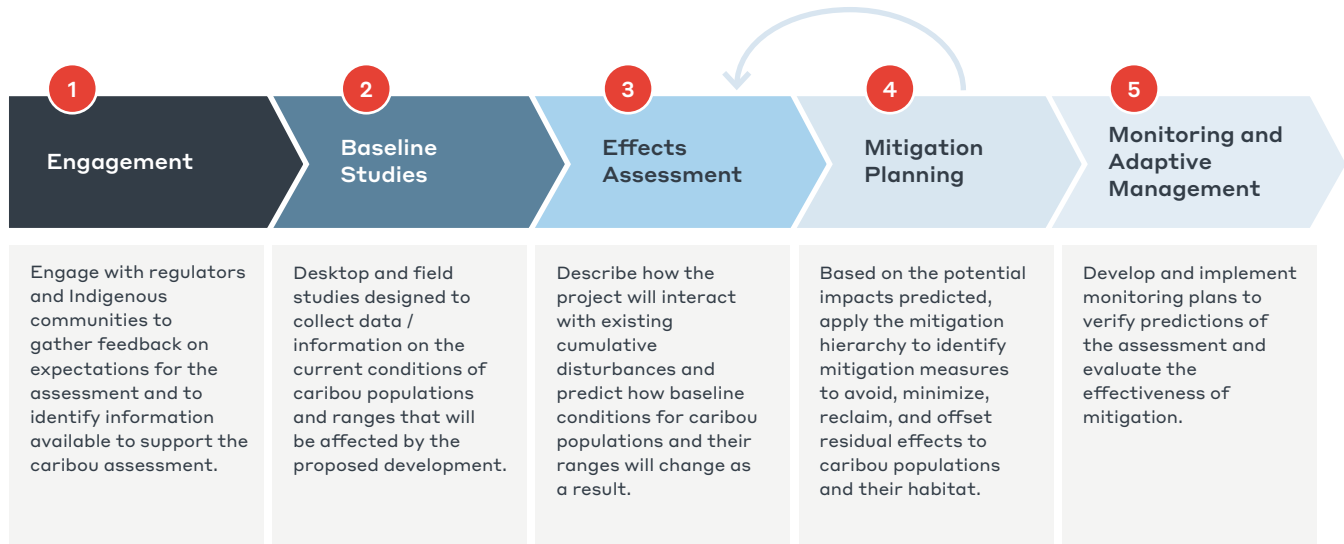 1
Engagement
2
Baseline
Studies
3
Effects
Assessment
4
Mitigation
Planning
5
Monitoring and
Adaptive
Management
Engage with regulators
and Indigenous
communities to
gather feedback on
expectations for the
assessment and to
identify information
available to support the
caribou assessment.
Desktop and field
studies designed to
collect data /
information on the
current conditions of
caribou populations
and ranges that will
be affected by the
proposed development.
Describe how the
project will interact
with existing
cumulative
disturbances and
predict how baseline
conditions for caribou
populations and their
ranges will change as
a result.
Based on the potential
impacts predicted,
apply the mitigation
hierarchy to identify
mitigation measures
to avoid, minimize,
reclaim, and offset
residual effects to
caribou populations
and their habitat.
Develop and implement
monitoring plans to
verify predictions of
the assessment and
evaluate the
effectiveness of
mitigation.